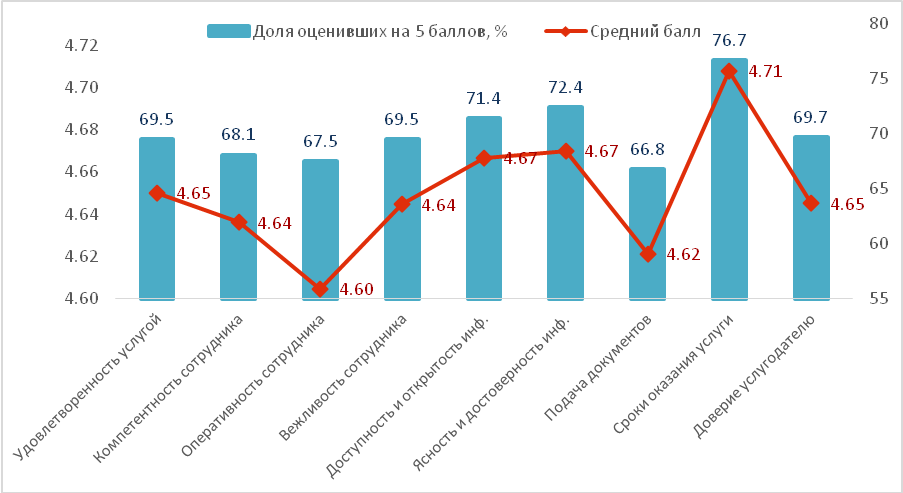 Доля оценивших на 5 баллов, %
Средний балл
4.72
4.70
4.68
4.66
4.64
4.62
4.60
80
75
70
65
60
55
69.5
68.1
67.5
69.5
71.4
72.4
66.8
76.7
69.7
4.65
4.64
4.60
4.64
4.67
4.67
4.62
4.71
4.65
Удовлетворенность услугой
Компетентность сотрудника
Оперативность сотрудника
Вежливость сотрудника
Доступность и открытость инф.
Ясность и достоверность инф.
Подача документов
Сроки оказания услуги
Доверие услугодателю